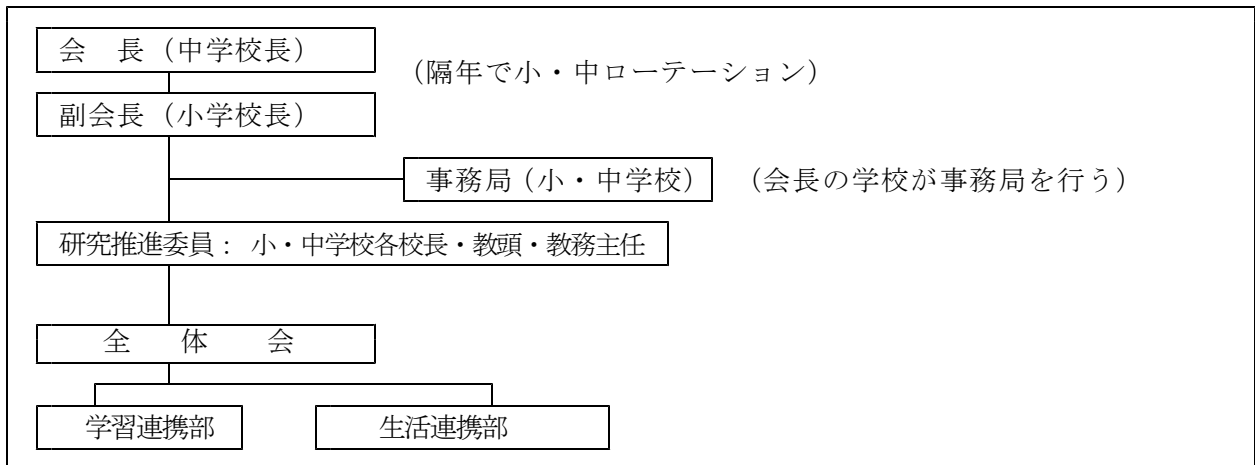 会　長（中学校長）
（隔年で小・中ローテーション）
副会長（小学校長）
事務局（小・中学校）　（会長の学校が事務局を行う）
研究推進委員：小・中学校各校長・教頭・教務主任
全　体　会
学習連携部　生活連携部